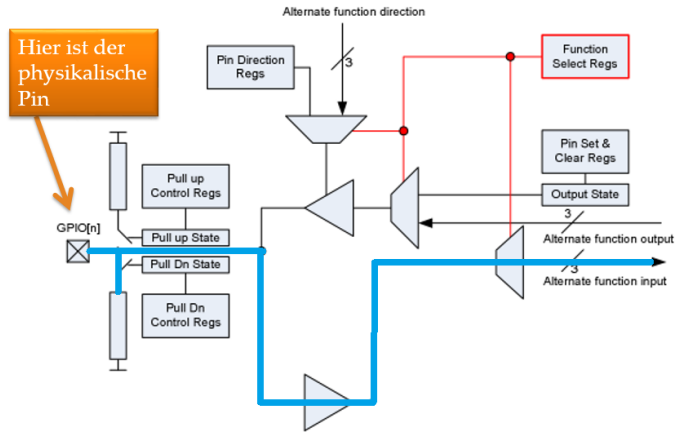 Alternate function direction
Hier ist der
physikalische
Pin
Pin Direction
Regs
3
Function
Select Regs
Pin Set &
Clear Regs
Pull up
Control Regs
Output State
GPIO[n]
Pull up State
3
Alternate function output
Pull Dn State
3
Alternate function input
Pull Dn
Control Regs